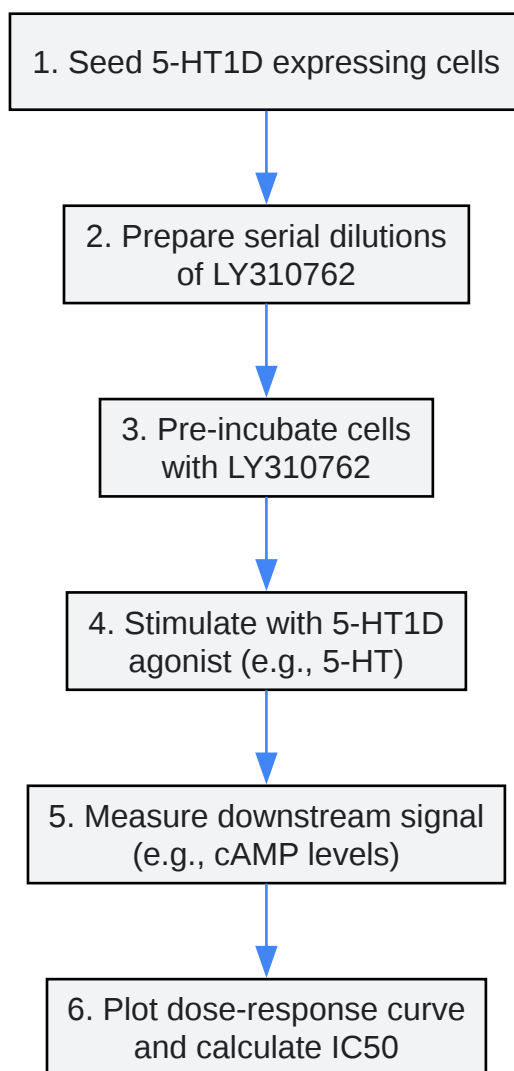 1. Seed 5-HT1D expressing cells
2. Prepare serial dilutions
of LY310762
3. Pre-incubate cells
with LY310762
4. Stimulate with 5-HT1D
agonist (e.g., 5-HT)
5. Measure downstream signal
(e.g., cAMP levels)
6. Plot dose-response curve
and calculate IC50